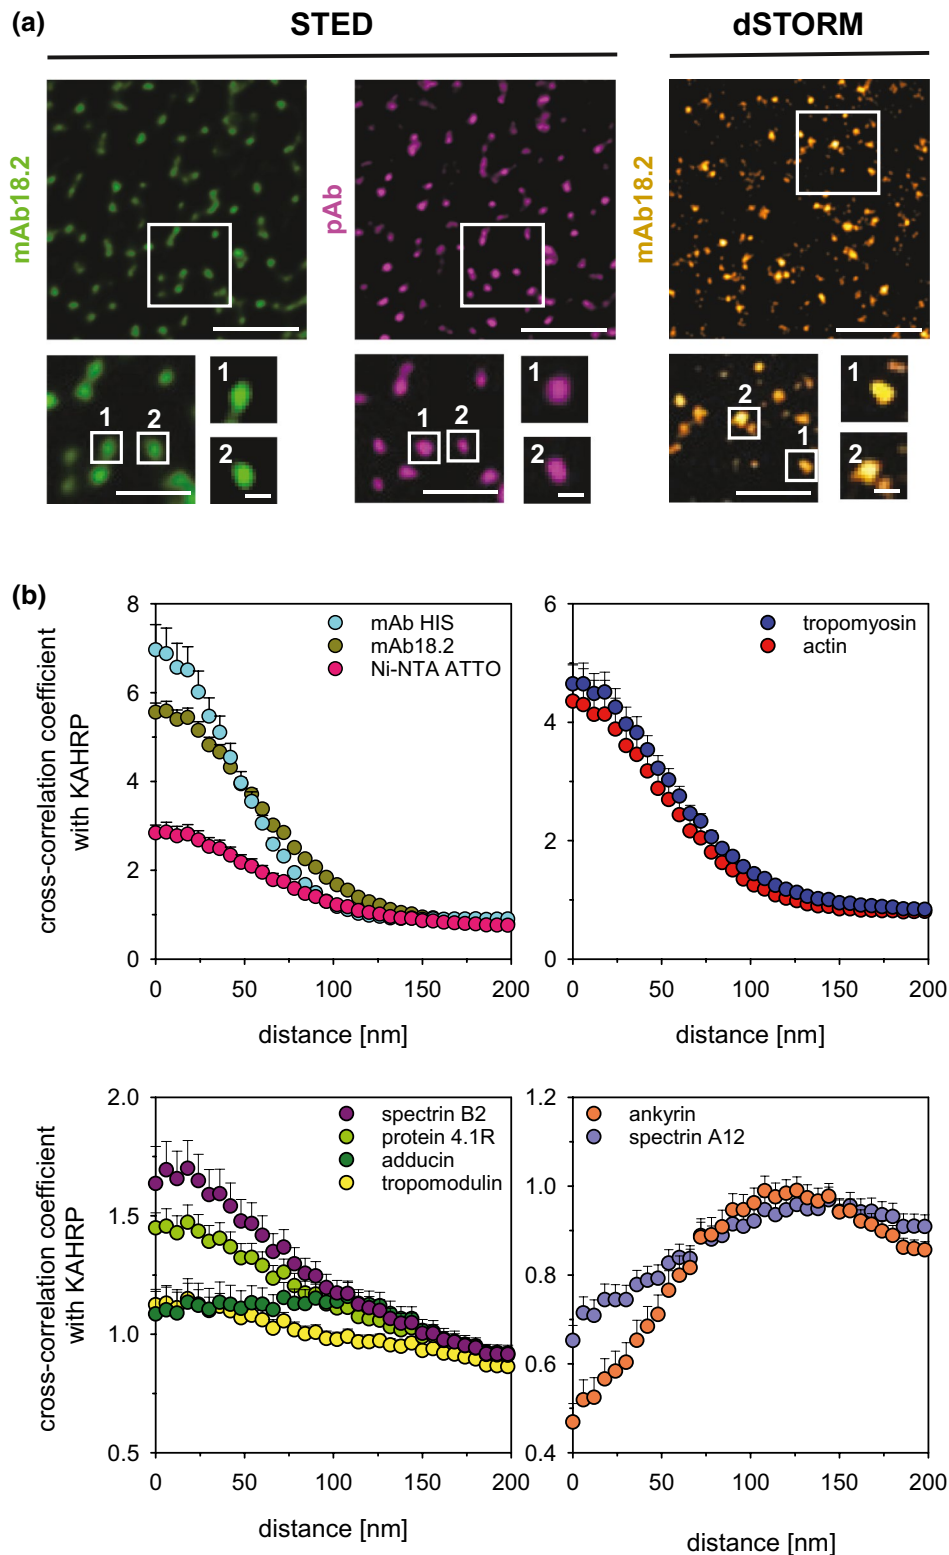 (a)
STED
dSTORM
mAb18.2
pAb
mAb18.2
1
2
1
2
1
2
1
2
2
1
1
2
(b)
cross-correlation coefficient
with KAHRP
8
6
4
2
0
mAb HIS
mAb18.2
Ni-NTA ATTO
0
50
100
150
200
distance [nm]
6
4
2
0
tropomyosin
actin
0
50
100
150
200
distance [nm]
cross-correlation coefficient
with KAHRP
2.0
1.5
1.0
0.5
spectrin B2
protein 4.1R
adducin
tropomodulin
0
50
100
150
200
distance [nm]
1.2
1.0
0.8
0.6
0.4
ankyrin
spectrin A12
0
50
100
150
200
distance [nm]